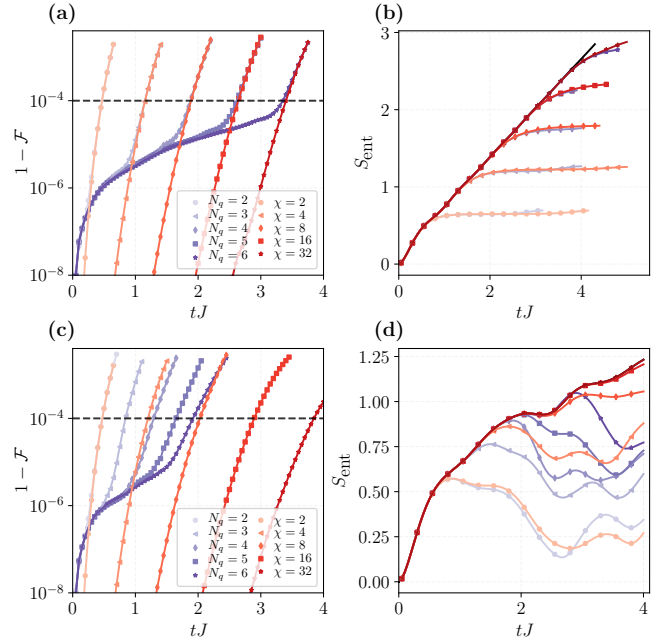 (a)
(b)
1 − F
10⁻⁴
10⁻⁶
10⁻⁸
N_q = 2 χ = 2
N_q = 3 χ = 4
N_q = 4 χ = 8
N_q = 5 χ = 16
N_q = 6 χ = 32
0 1 2 3 4
tJ
S_ent
3
2
1
0
0 2 4
tJ
(c)
(d)
1 − F
10⁻⁴
10⁻⁶
10⁻⁸
N_q = 2 χ = 2
N_q = 3 χ = 4
N_q = 4 χ = 8
N_q = 5 χ = 16
N_q = 6 χ = 32
0 1 2 3 4
tJ
S_ent
1.25
1.00
0.75
0.50
0.25
0.00
0 1 2 3 4
tJ